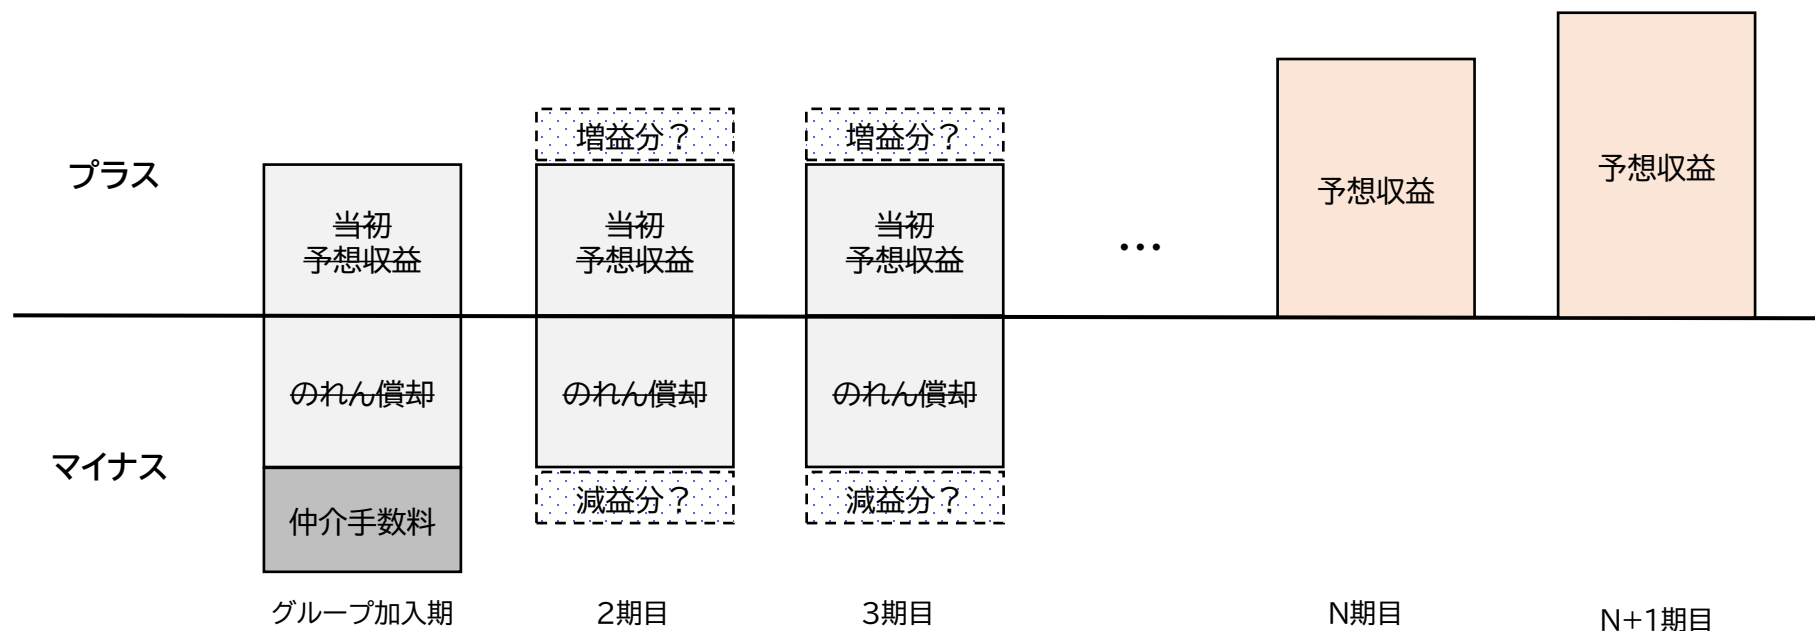 プラス
マイナス
当初
予想収益
のれん償却
仲介手数料
グループ加入期
増益分?
当初
予想収益
のれん償却
減益分?
2期目
増益分?
当初
予想収益
のれん償却
減益分?
3期目
…
予想収益
N期目
予想収益
N+1期目